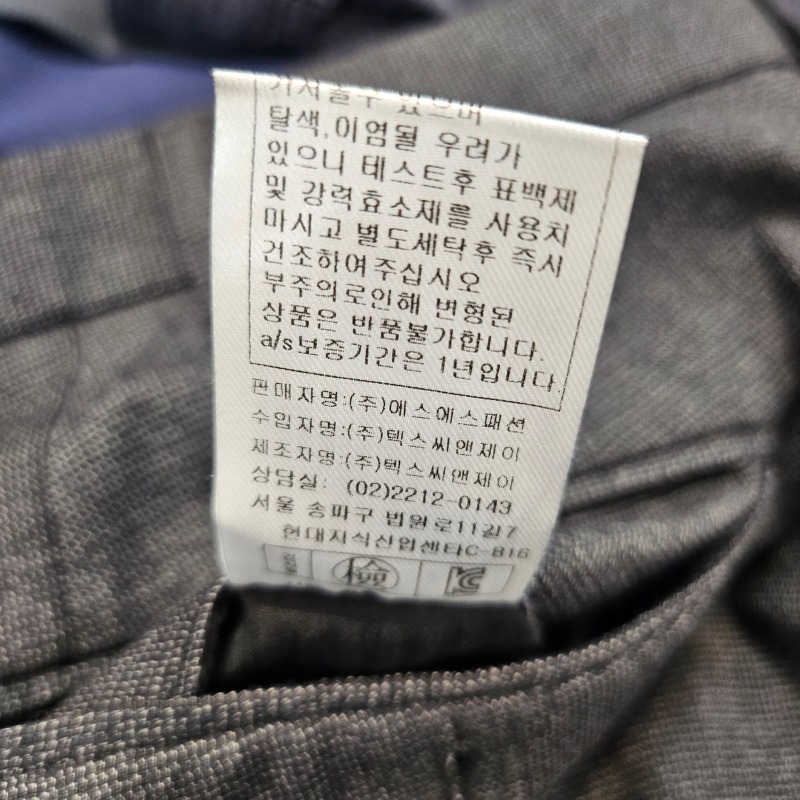 탈색,이염될 우려가
있으니 테스트후 표백제
및 강력효소제를 사용치
마시고 별도세탁후 즉시
건조하여주십시오
부주의로인해 변형된
상품은 반품불가합니다.
a/s보증기간은 1년입니다.
판매자명:(주)에스에스패션
수입자명:(주)텍스씨앤제이
제조자명:(주)텍스씨앤제이
상담실: (02)2212-0143
서울 송파구 법원로11길7
현대지식산업센타C-816
檢